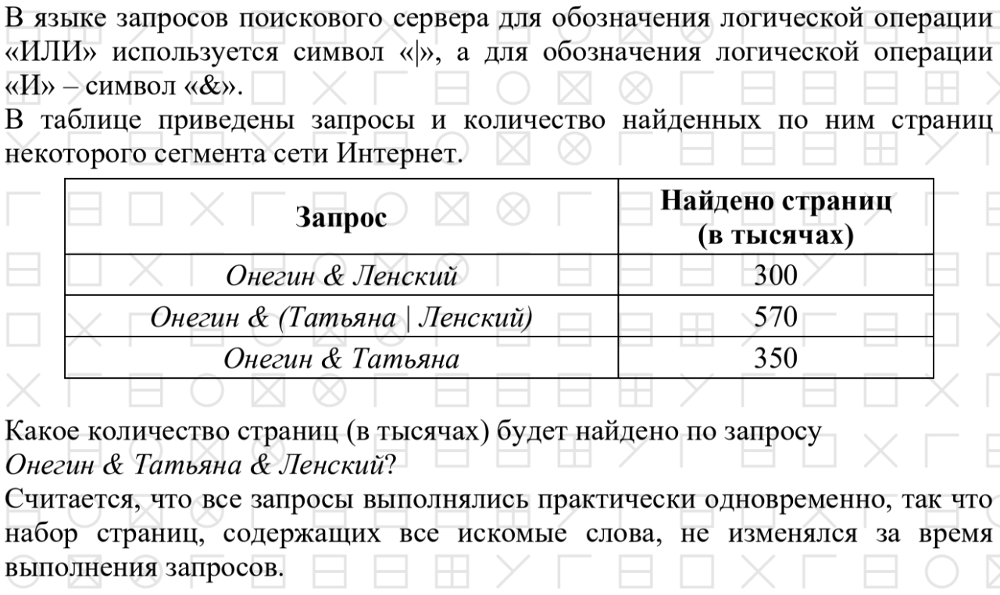 В языке запросов поискового сервера для обозначения логической операции
«ИЛИ» используется символ «|», а для обозначения логической операции
«И» – символ «&».
В таблице приведены запросы и количество найденных по ним страниц
некоторого сегмента сети Интернет.
Запрос
Найдено страниц
(в тысячах)
Онегин & Ленский 300
Онегин & (Татьяна | Ленский) 570
Онегин & Татьяна 350
Какое количество страниц (в тысячах) будет найдено по запросу
Онегин & Татьяна & Ленский?
Считается, что все запросы выполнялись практически одновременно, так что
набор страниц, содержащих все искомые слова, не изменялся за время
выполнения запросов.